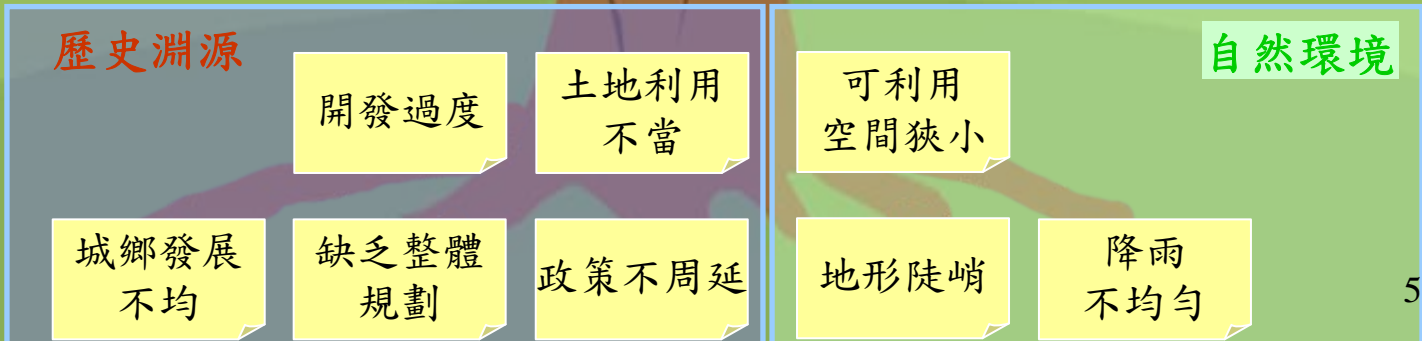 歷史淵源
開發過度
土地利用
不當
城鄉發展
不均
缺乏整體
規劃
政策不周延
自然環境
可利用
空間狹小
地形陡峭
降雨
不均勻
5